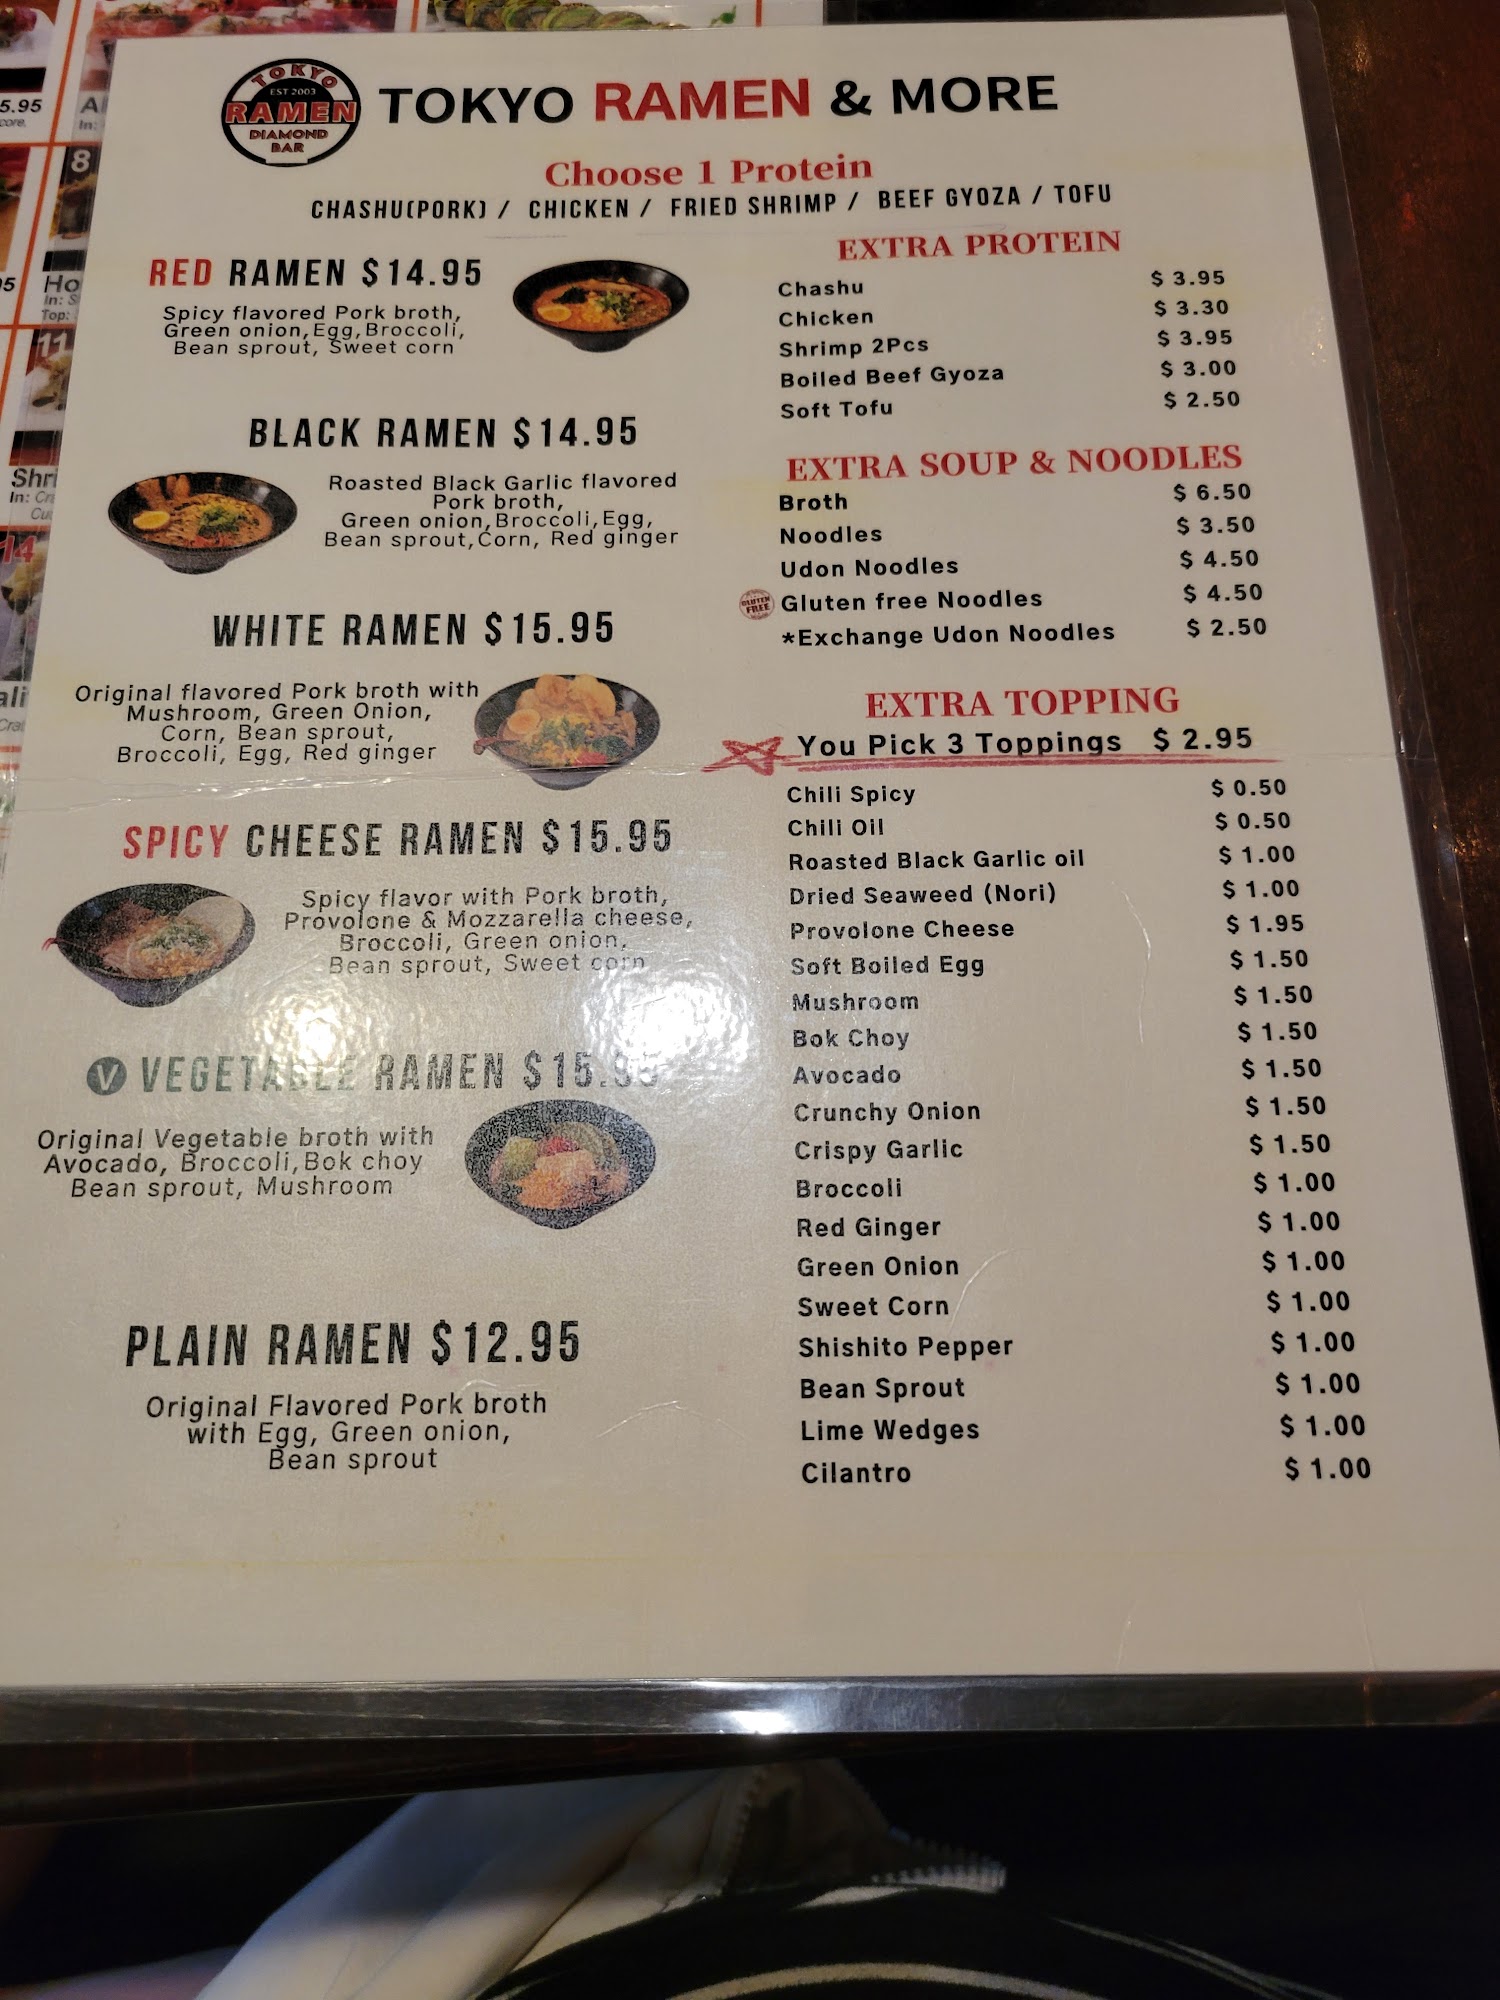 TOKYO
EST 2003
RAMEN
DIAMOND
BAR
TOKYO RAMEN & MORE
Choose 1 Protein
CHASHU(PORK) / CHICKEN / FRIED SHRIMP / BEEF GYOZA / TOFU
RED RAMEN $14.95
Spicy flavored Pork broth,
Green onion, Egg, Broccoli,
Bean sprout, Sweet corn
BLACK RAMEN $14.95
Roasted Black Garlic flavored
Pork broth,
Green onion, Broccoli, Egg,
Bean sprout, Corn, Red ginger
WHITE RAMEN $15.95
Original flavored Pork broth with
Mushroom, Green Onion,
Corn, Bean sprout,
Broccoli, Egg, Red ginger
SPICY CHEESE RAMEN $15.95
Spicy flavor with Pork broth,
Provolone & Mozzarella cheese,
Broccoli, Green onion,
Bean sprout, Sweet corn
V VEGETABLE RAMEN $15.95
Original Vegetable broth with
Avocado, Broccoli, Bok choy
Bean sprout, Mushroom
PLAIN RAMEN $12.95
Original Flavored Pork broth
with Egg, Green onion,
Bean sprout
EXTRA PROTEIN
Chashu $ 3.95
Chicken $ 3.30
Shrimp 2Pcs $ 3.95
Boiled Beef Gyoza $ 3.00
Soft Tofu $ 2.50
EXTRA SOUP & NOODLES
Broth $ 6.50
Noodles $ 3.50
Udon Noodles $ 4.50
GLUTEN FREE Gluten free Noodles $ 4.50
*Exchange Udon Noodles $ 2.50
EXTRA TOPPING
You Pick 3 Toppings $ 2.95
Chili Spicy $ 0.50
Chili Oil $ 0.50
Roasted Black Garlic oil $ 1.00
Dried Seaweed (Nori) $ 1.00
Provolone Cheese $ 1.95
Soft Boiled Egg $ 1.50
Mushroom $ 1.50
Bok Choy $ 1.50
Avocado $ 1.50
Crunchy Onion $ 1.50
Crispy Garlic $ 1.50
Broccoli $ 1.00
Red Ginger $ 1.00
Green Onion $ 1.00
Sweet Corn $ 1.00
Shishito Pepper $ 1.00
Bean Sprout $ 1.00
Lime Wedges $ 1.00
Cilantro $ 1.00
5.95
8
In:
Top:
11
In:
14